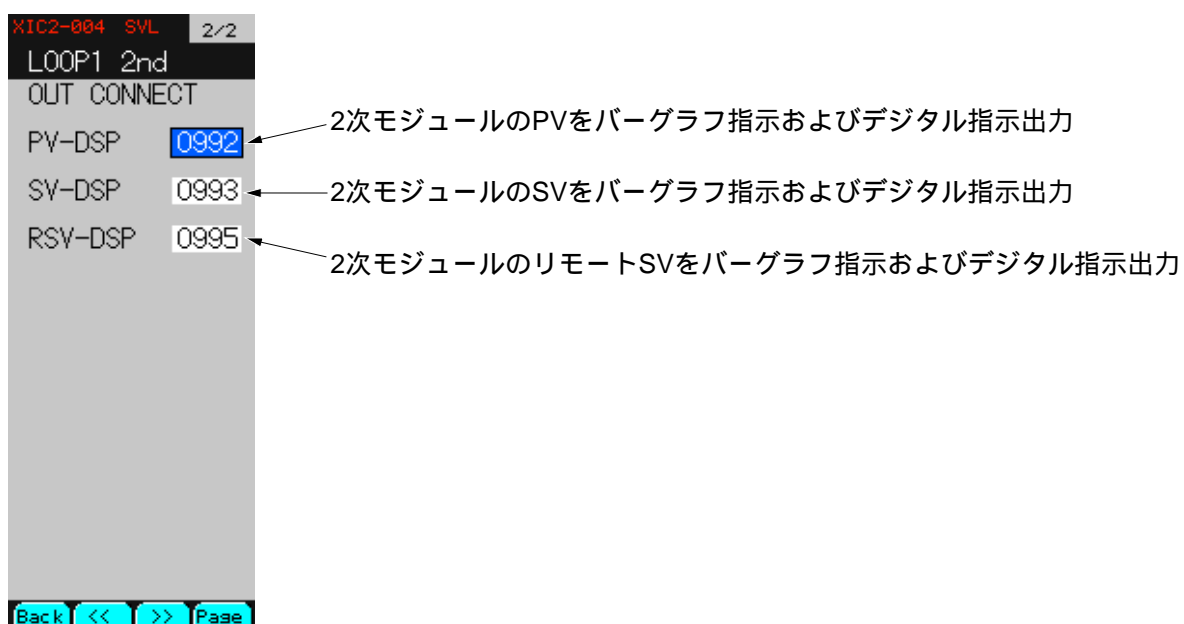 XIC2-004 SVL 2/2
LOOP1 2nd
OUT CONNECT
PV-DSP 0992
2次モジュールのPVをバーグラフ指示およびデジタル指示出力
SV-DSP 0993
2次モジュールのSVをバーグラフ指示およびデジタル指示出力
RSV-DSP 0995
2次モジュールのリモートSVをバーグラフ指示およびデジタル指示出力
Back << >> Page